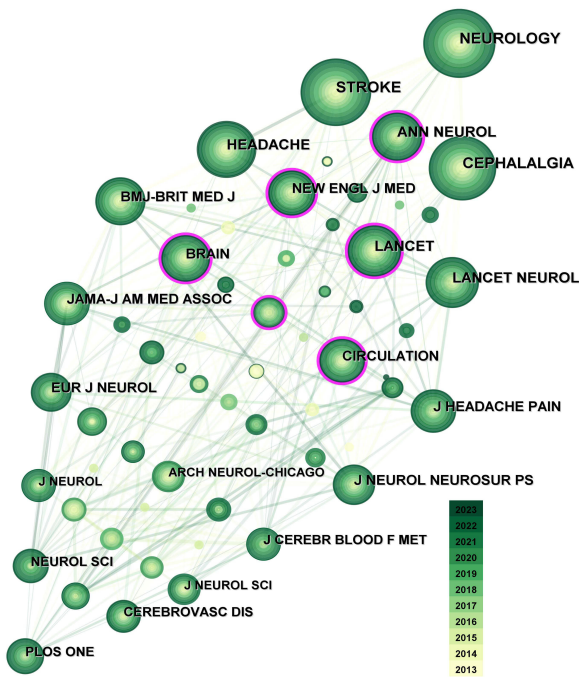 NEUROLOGY
STROKE
ANN NEUROL
HEADACHE
CEPHALALGIA
NEW ENGL J MED
BMJ-BRIT MED J
LANCET
BRAIN
LANCET NEUROL
JAMA-J AM MED ASSOC
CIRCULATION
EUR J NEUROL
J HEADACHE PAIN
ARCH NEUROL-CHICAGO
J NEUROL
J NEUROL NEUROSUR PS
J CEREBR BLOOD F MET
NEUROL SCI
J NEUROL SCI
CEREBROVASC DIS
PLOS ONE
2023
2022
2021
2020
2019
2018
2017
2016
2015
2014
2013